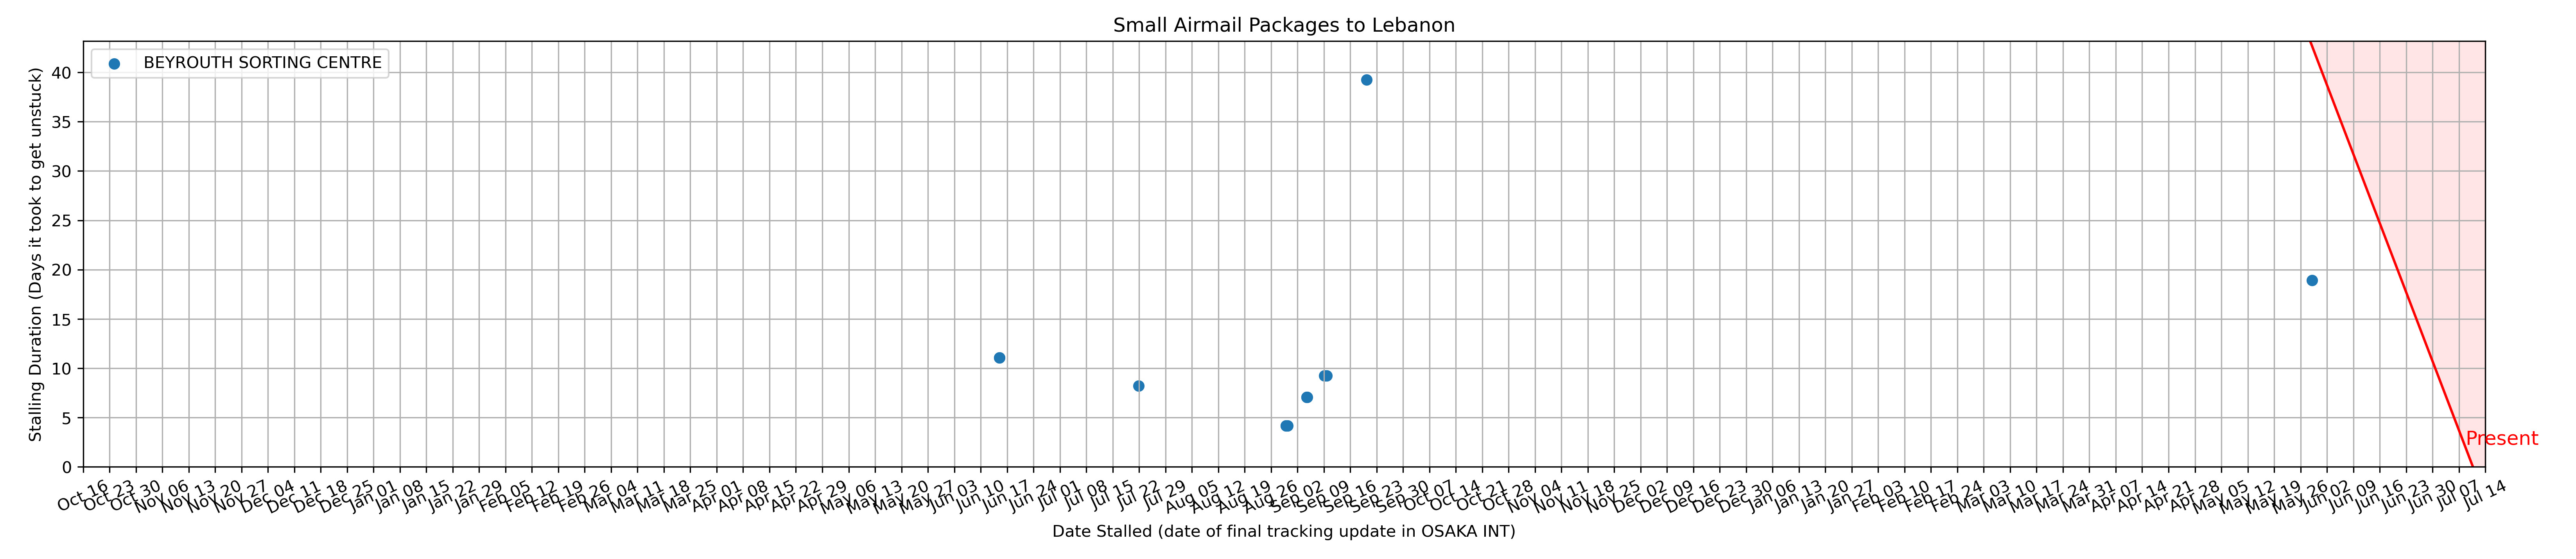 Small Airmail Packages to Lebanon
BEYROUTH SORTING CENTRE
Stalling Duration (Days it took to get unstuck)
40
35
30
25
20
15
10
5
0
Present
Oct 16
Oct 23
Oct 30
Nov 06
Nov 13
Nov 20
Nov 27
Dec 04
Dec 11
Dec 18
Dec 25
Jan 01
Jan 08
Jan 15
Jan 22
Jan 29
Feb 05
Feb 12
Feb 19
Feb 26
Mar 04
Mar 11
Mar 18
Mar 25
Apr 01
Apr 08
Apr 15
Apr 22
Apr 29
May 06
May 13
May 20
May 27
Jun 03
Jun 10
Jun 17
Jun 24
Jul 01
Jul 08
Jul 15
Jul 22
Jul 29
Aug 05
Aug 12
Aug 19
Aug 26
Sep 02
Sep 09
Sep 16
Sep 23
Sep 30
Oct 07
Oct 14
Oct 21
Oct 28
Nov 04
Nov 11
Nov 18
Nov 25
Dec 02
Dec 09
Dec 16
Dec 23
Dec 30
Jan 06
Jan 13
Jan 20
Jan 27
Feb 03
Feb 10
Feb 17
Feb 24
Mar 03
Mar 10
Mar 17
Mar 24
Mar 31
Apr 07
Apr 14
Apr 21
Apr 28
May 05
May 12
May 19
May 26
Jun 02
Jun 09
Jun 16
Jun 23
Jun 30
Jul 07
Jul 14
Date Stalled (date of final tracking update in OSAKA INT)